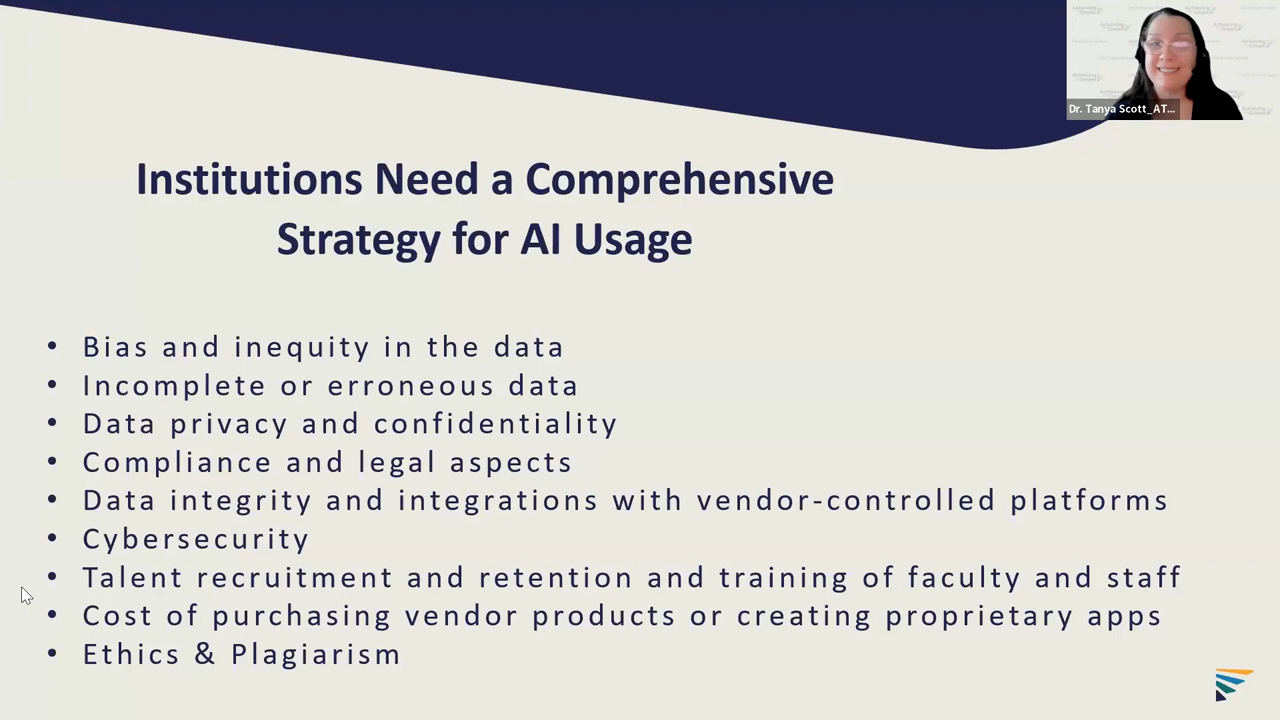 Dr. Tanya Scott_AT...
Institutions Need a Comprehensive
Strategy for AI Usage
• Bias and inequity in the data
• Incomplete or erroneous data
• Data privacy and confidentiality
• Compliance and legal aspects
• Data integrity and integrations with vendor-controlled platforms
• Cybersecurity
• Talent recruitment and retention and training of faculty and staff
• Cost of purchasing vendor products or creating proprietary apps
• Ethics & Plagiarism